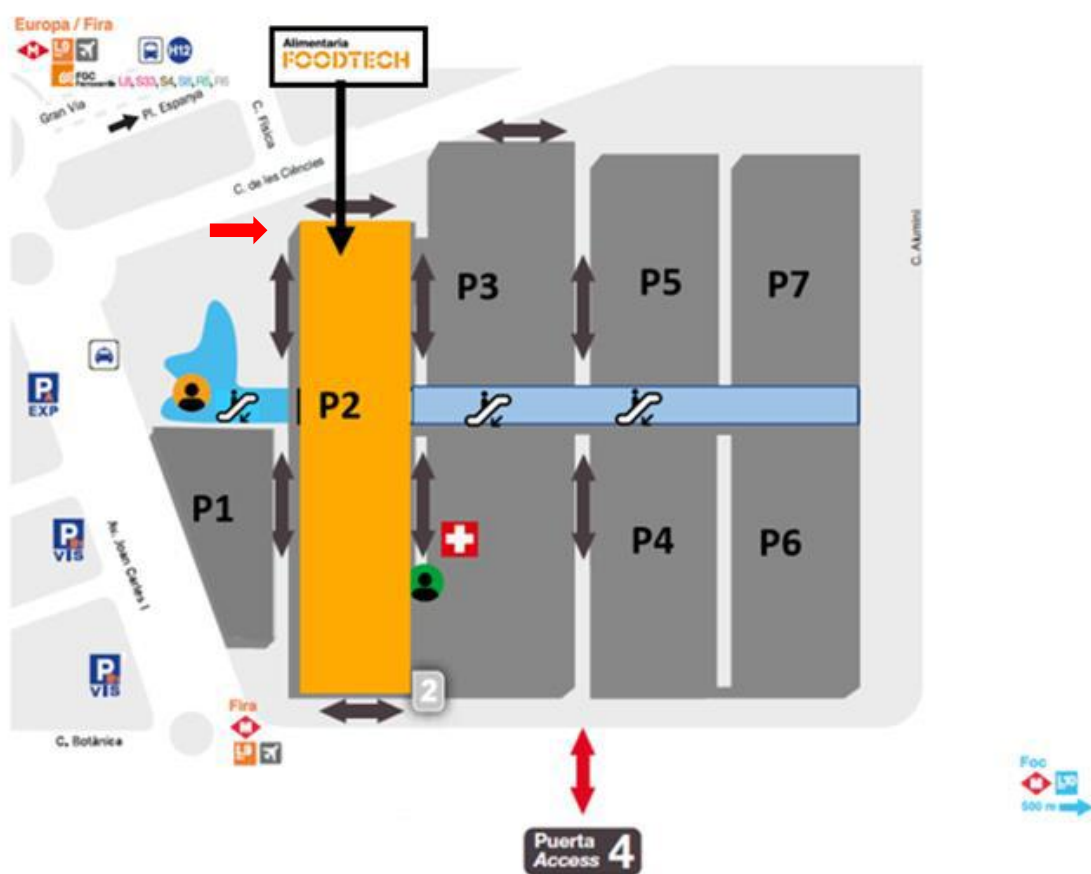 Europa / Fira
M L9 H12
FGC
L8, S33, S4, S8, R5, R6
Gran Via
Pl. Espanya
C. Física
C. de les Ciències
Alimentaria
FOODTECH
C. Alumini
P3
P5
P7
P2
P
EXP
P1
P4
P6
P
VIS
Av. Joan Carles I
P
VIS
2
Fira
M
L9
C. Botànica
Foc
M L10
500 m
Puerta
Access 4